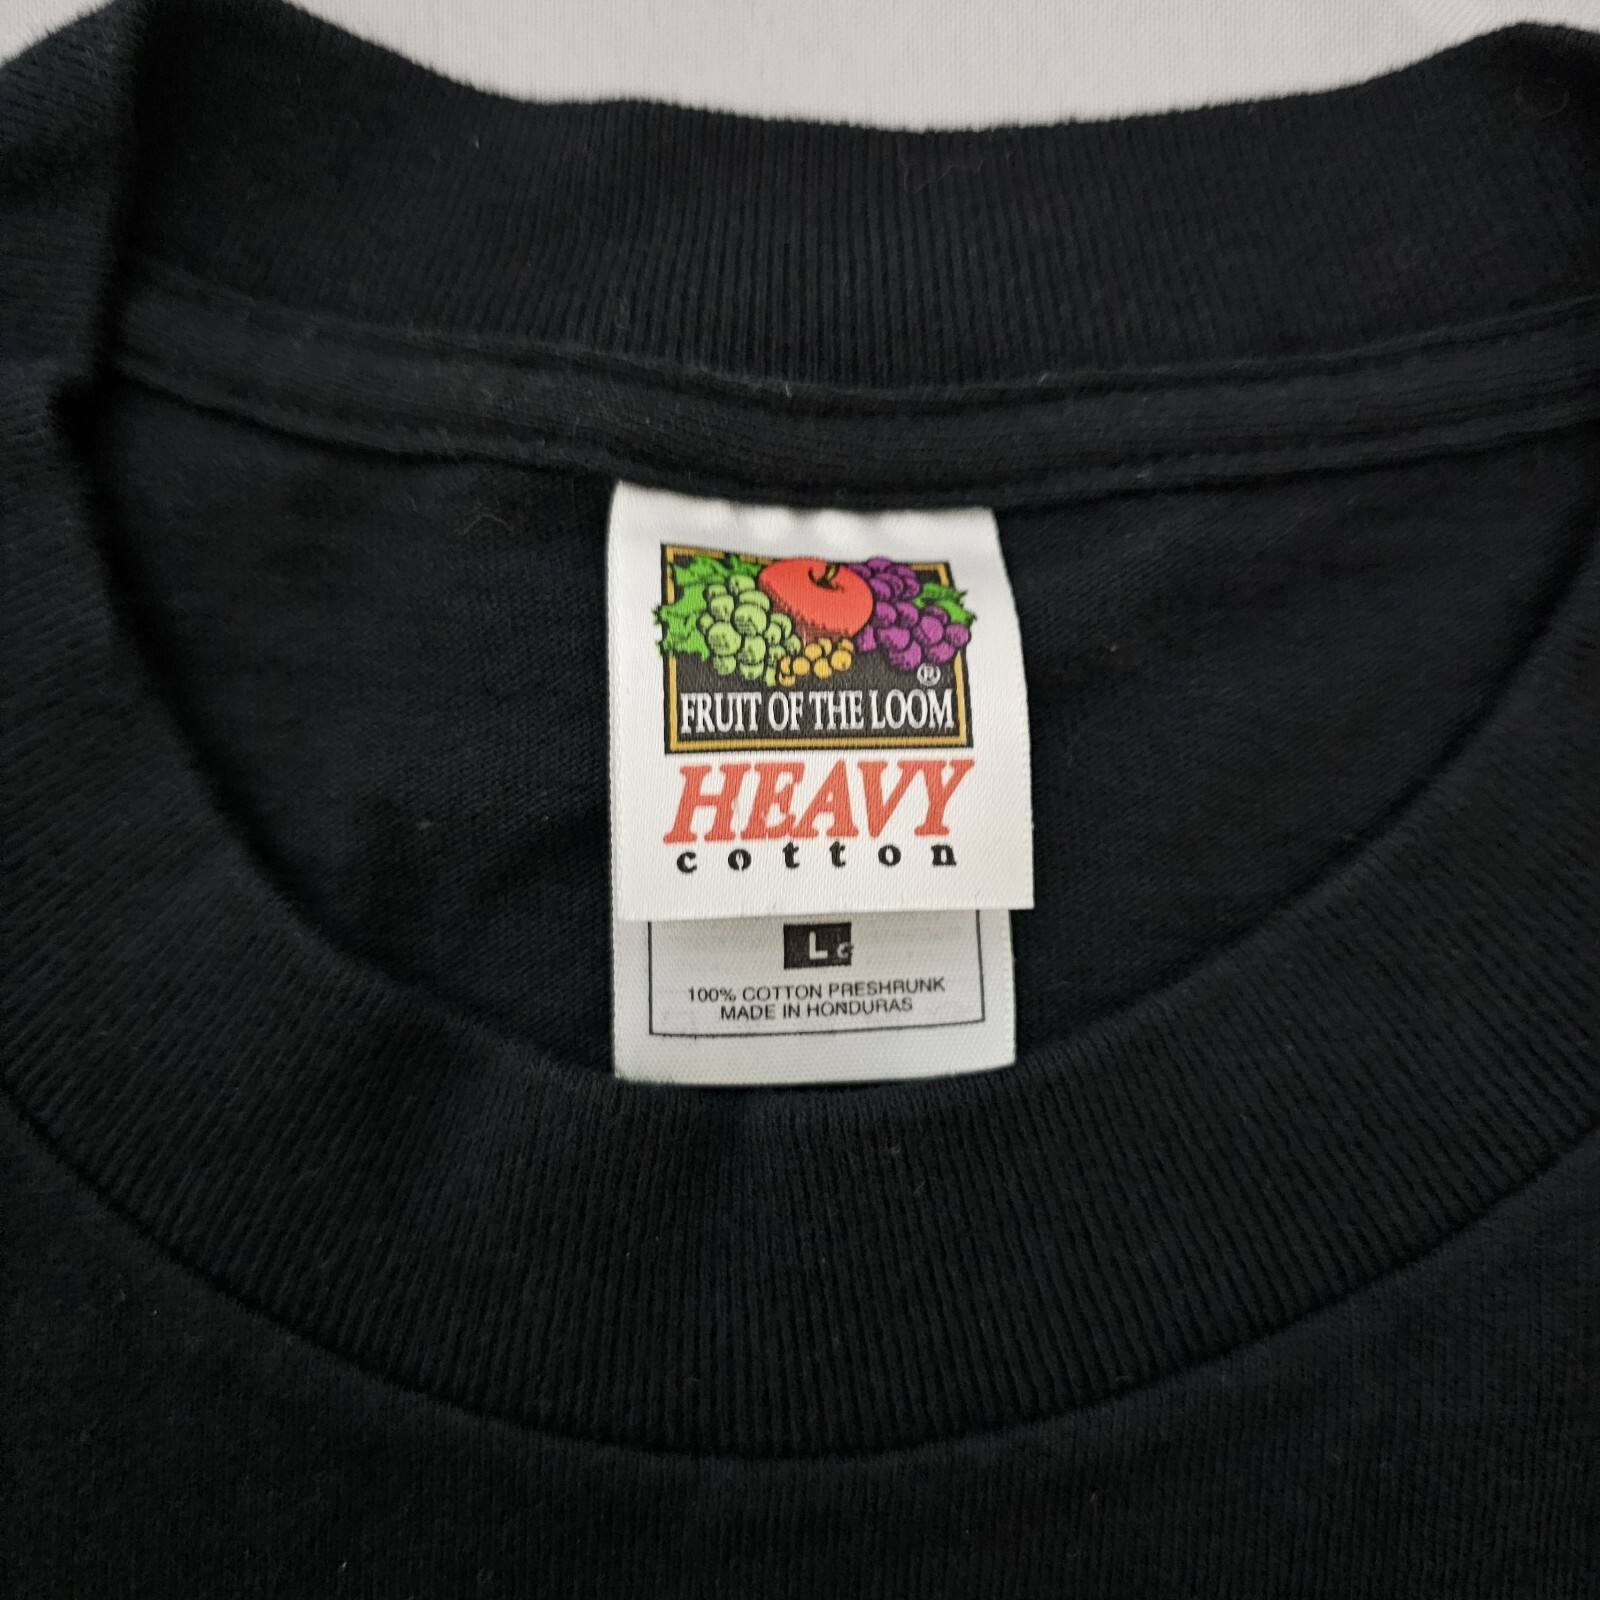 ®
FRUIT OF THE LOOM
HEAVY
cotton
L G
100% COTTON PRESHRUNK
MADE IN HONDURAS